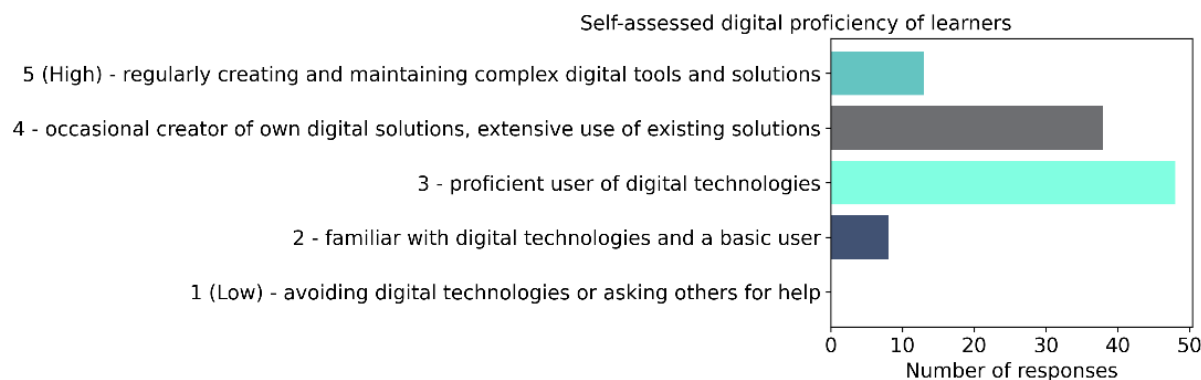 Self-assessed digital proficiency of learners
5 (High) - regularly creating and maintaining complex digital tools and solutions
4 - occasional creator of own digital solutions, extensive use of existing solutions
3 - proficient user of digital technologies
2 - familiar with digital technologies and a basic user
1 (Low) - avoiding digital technologies or asking others for help
0 10 20 30 40 50
Number of responses